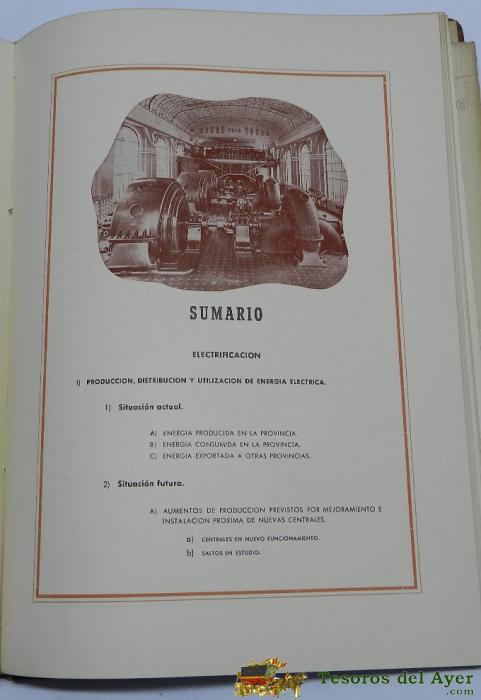 SUMARIO
ELECTRIFICACION
I) PRODUCCION, DISTRIBUCION Y UTILIZACION DE ENERGIA ELECTRICA.
1) Situación actual.
A) ENERGIA PRODUCIDA EN LA PROVINCIA.
B) ENERGIA CONSUMIDA EN LA PROVINCIA.
C) ENERGIA EXPORTADA A OTRAS PROVINCIAS.
2) Situación futura.
A) AUMENTOS DE PRODUCCION PREVISTOS POR MEJORAMIENTO E
INSTALACION PROXIMA DE NUEVAS CENTRALES.
a) CENTRALES EN NUEVO FUNCIONAMIENTO.
b) SALTOS EN ESTUDIO.
Tesoros del Ayer
.com